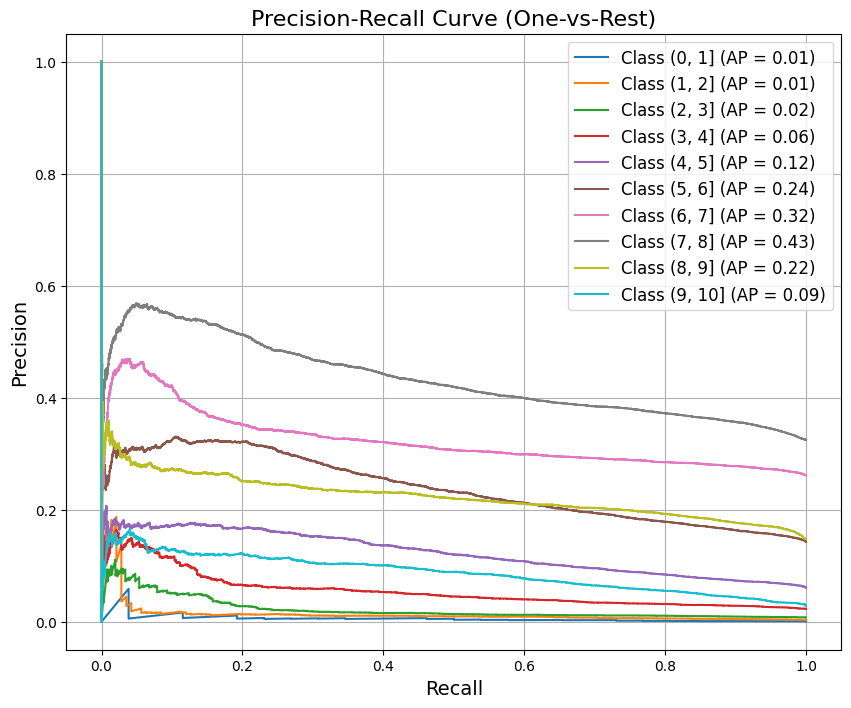 Precision-Recall Curve (One-vs-Rest)
Class (0, 1] (AP = 0.01)
Class (1, 2] (AP = 0.01)
Class (2, 3] (AP = 0.02)
Class (3, 4] (AP = 0.06)
Class (4, 5] (AP = 0.12)
Class (5, 6] (AP = 0.24)
Class (6, 7] (AP = 0.32)
Class (7, 8] (AP = 0.43)
Class (8, 9] (AP = 0.22)
Class (9, 10] (AP = 0.09)
Precision
1.0
0.8
0.6
0.4
0.2
0.0
0.0 0.2 0.4 0.6 0.8 1.0
Recall